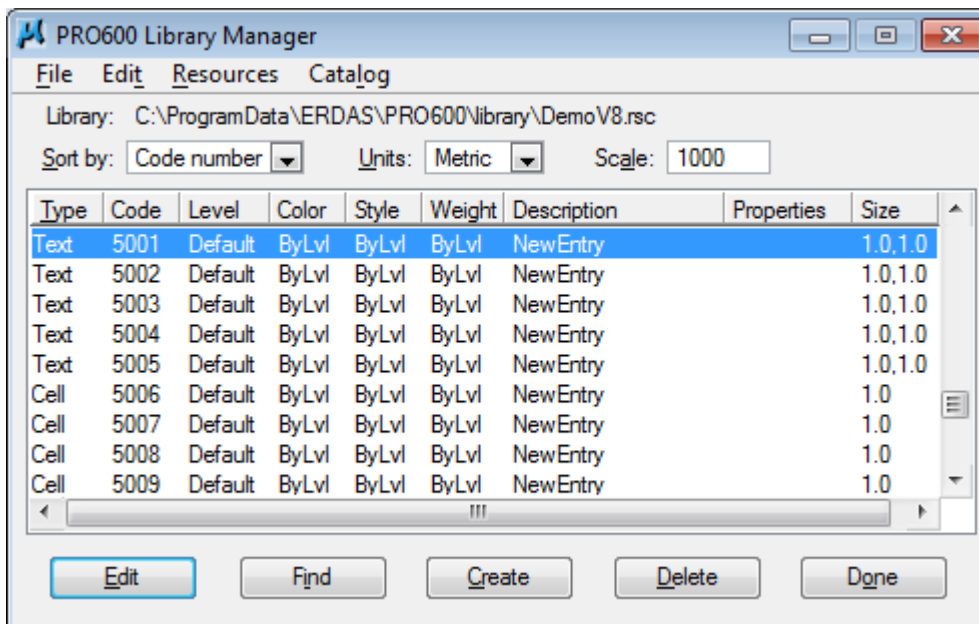 PRO600 Library Manager
File Edit Resources Catalog
Library: C:\ProgramData\ERDAS\PRO600\library\DemoV8.rsc
Sort by: Code number Units: Metric Scale: 1000
Type Code Level Color Style Weight Description Properties Size
Text 5001 Default ByLvl ByLvl ByLvl NewEntry 1.0,1.0
Text 5002 Default ByLvl ByLvl ByLvl NewEntry 1.0,1.0
Text 5003 Default ByLvl ByLvl ByLvl NewEntry 1.0,1.0
Text 5004 Default ByLvl ByLvl ByLvl NewEntry 1.0,1.0
Text 5005 Default ByLvl ByLvl ByLvl NewEntry 1.0,1.0
Cell 5006 Default ByLvl ByLvl ByLvl NewEntry 1.0
Cell 5007 Default ByLvl ByLvl ByLvl NewEntry 1.0
Cell 5008 Default ByLvl ByLvl ByLvl NewEntry 1.0
Cell 5009 Default ByLvl ByLvl ByLvl NewEntry 1.0
Edit Find Create Delete Done